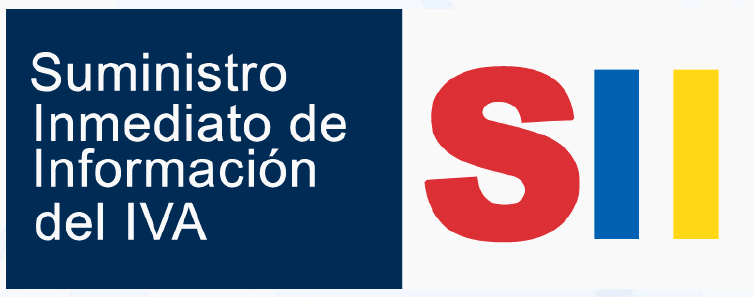 Suministro
Inmediato de
Información
del IVA
SII